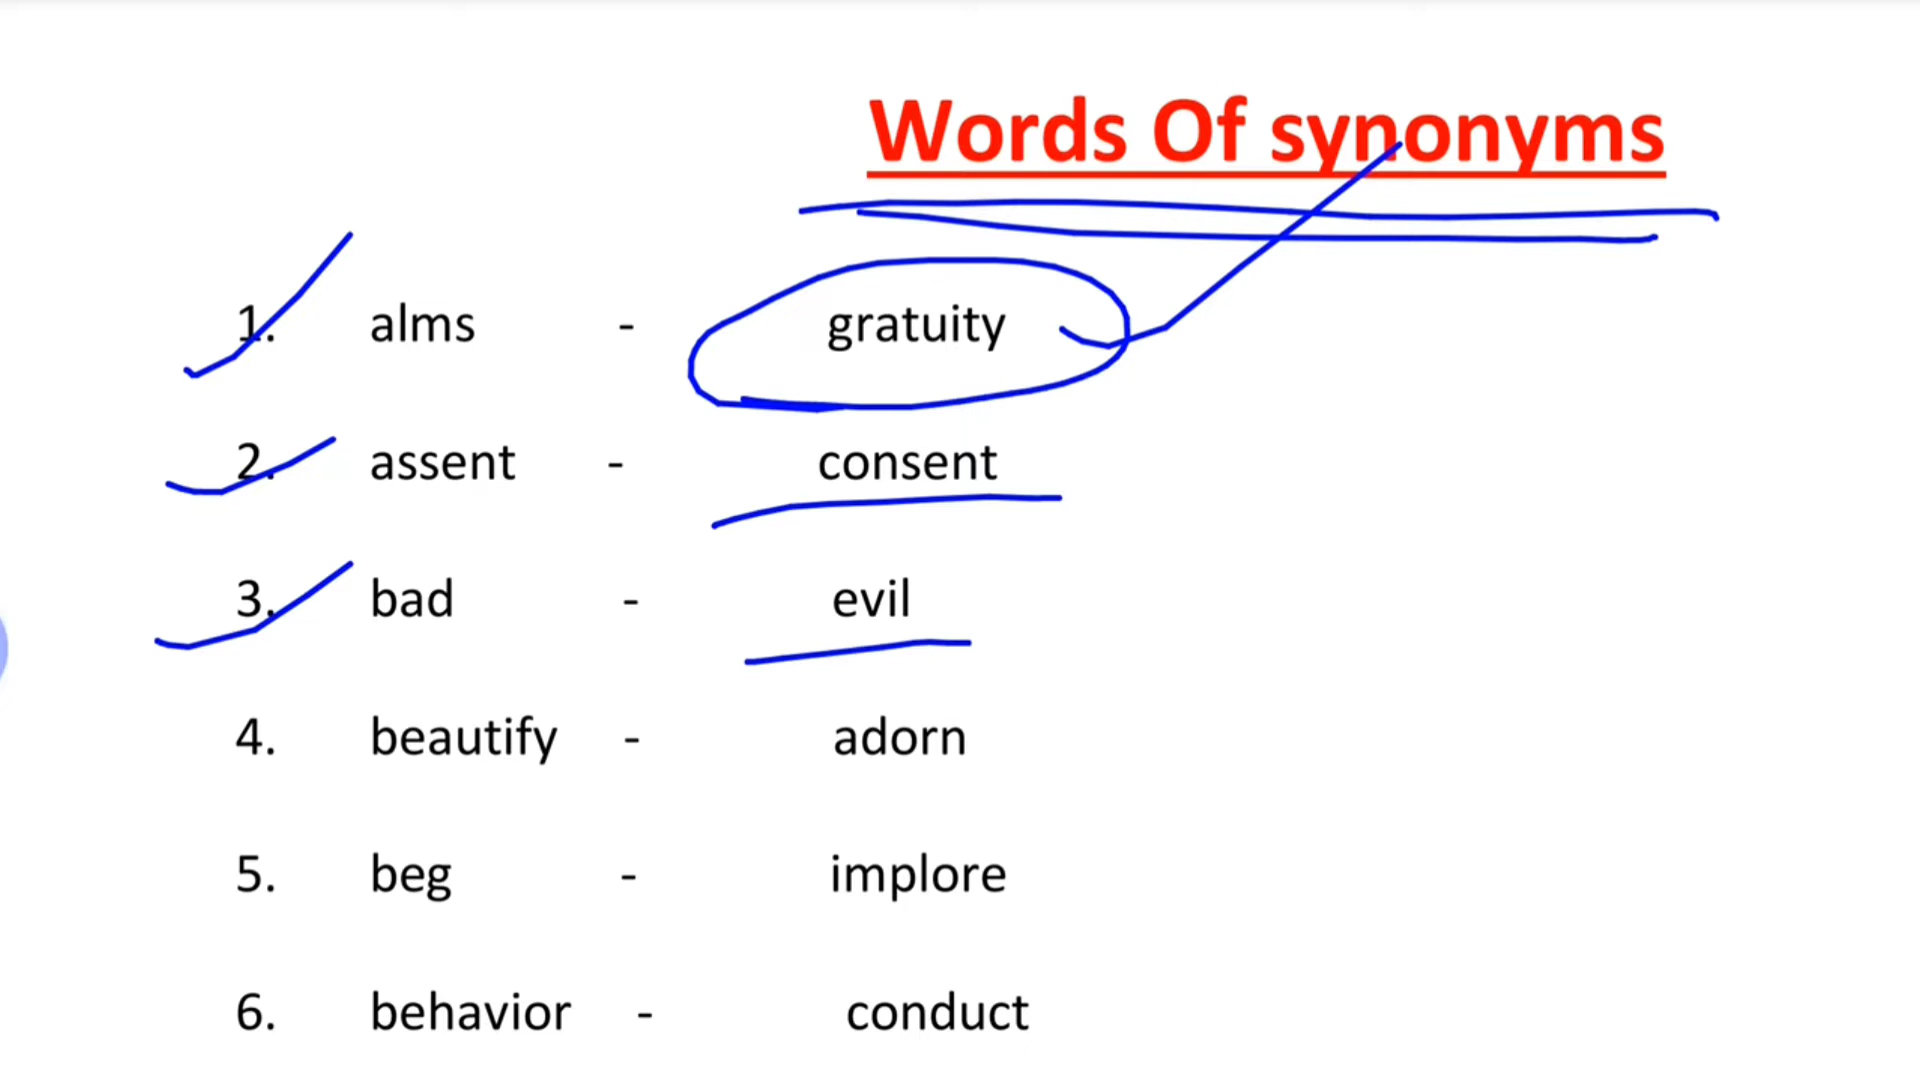 Words Of synonyms
1. alms - gratuity
2. assent - consent
3. bad - evil
4. beautify - adorn
5. beg - implore
6. behavior - conduct